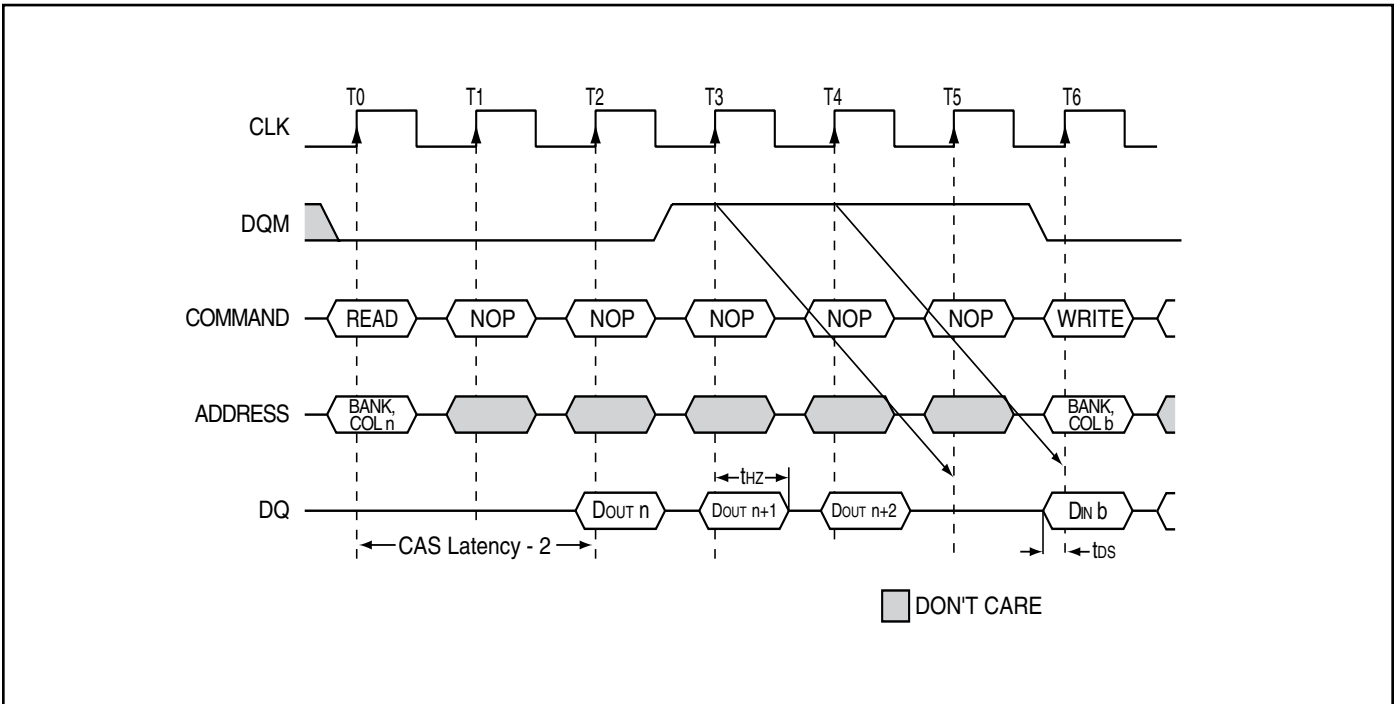 T0 T1 T2 T3 T4 T5 T6
CLK
DQM
COMMAND READ NOP NOP NOP NOP NOP WRITE
BANK, BANK,
ADDRESS COL n COL b
tHZ
DQ DOUT n DOUT n+1 DOUT n+2 DIN b
CAS Latency - 2 tDS
DON'T CARE